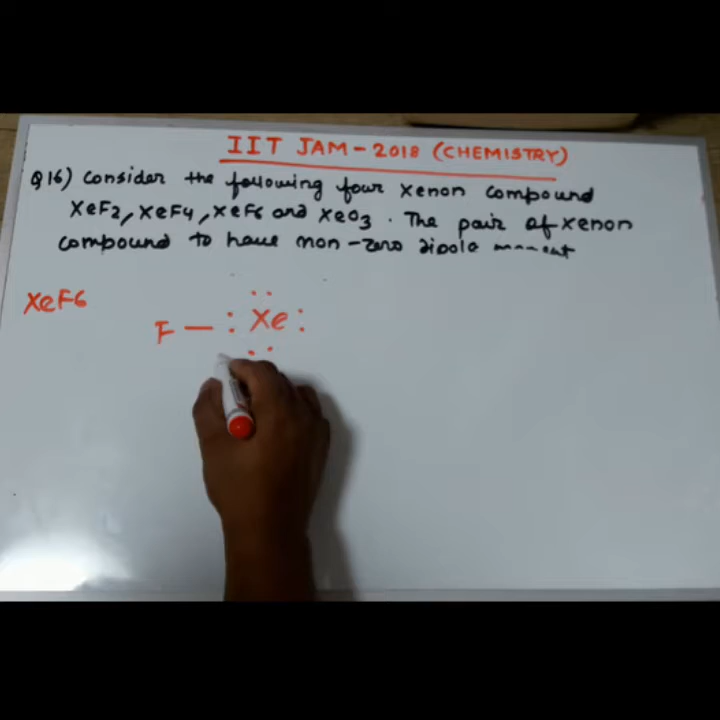 IIT JAM-2018 (CHEMISTRY)
Q16) Consider the following four xenon compound
XeF2, XeF4, XeF6 and XeO3. The pair of xenon
compound to have non-zero dipole moment
XeF6
F — : Xe :